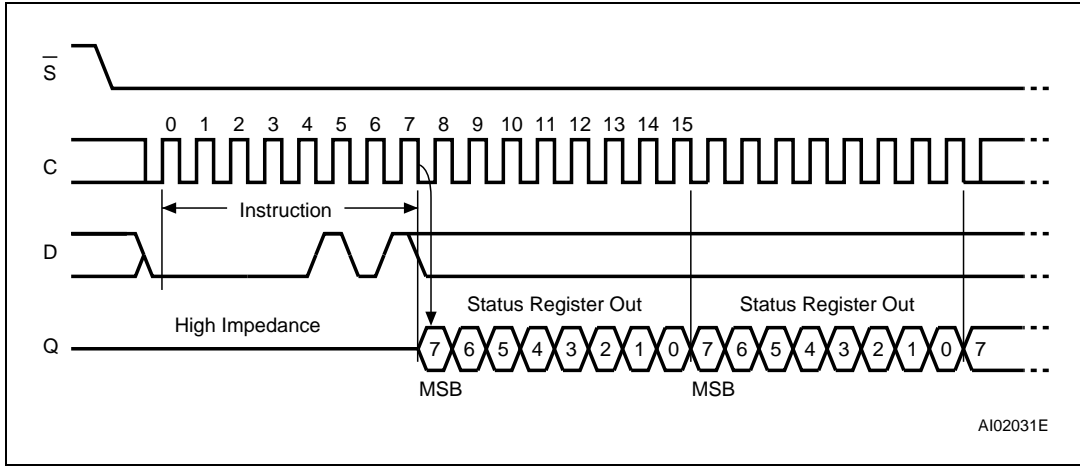 S
0 1 2 3 4 5 6 7 8 9 10 11 12 13 14 15
C
Instruction
D
Status Register Out Status Register Out
High Impedance
Q 7 6 5 4 3 2 1 0 7 6 5 4 3 2 1 0 7
MSB MSB
AI02031E